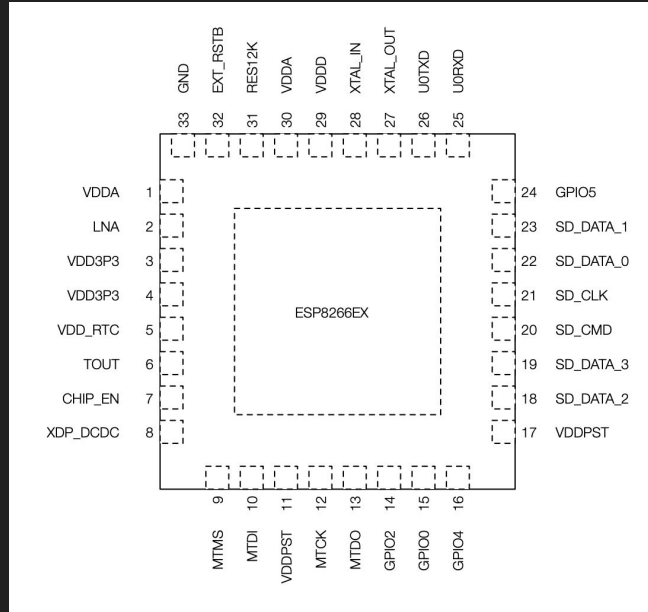 GND
EXT_RSTB
RES12K
VDDA
VDDD
XTAL_IN
XTAL_OUT
U0TXD
U0RXD
33
32
31
30
29
28
27
26
25
VDDA 1
LNA 2
VDD3P3 3
VDD3P3 4
VDD_RTC 5
TOUT 6
CHIP_EN 7
XDP_DCDC 8
ESP8266EX
24 GPIO5
23 SD_DATA_1
22 SD_DATA_0
21 SD_CLK
20 SD_CMD
19 SD_DATA_3
18 SD_DATA_2
17 VDDPST
9
10
11
12
13
14
15
16
MTMS
MTDI
VDDPST
MTCK
MTDO
GPIO2
GPIO0
GPIO4